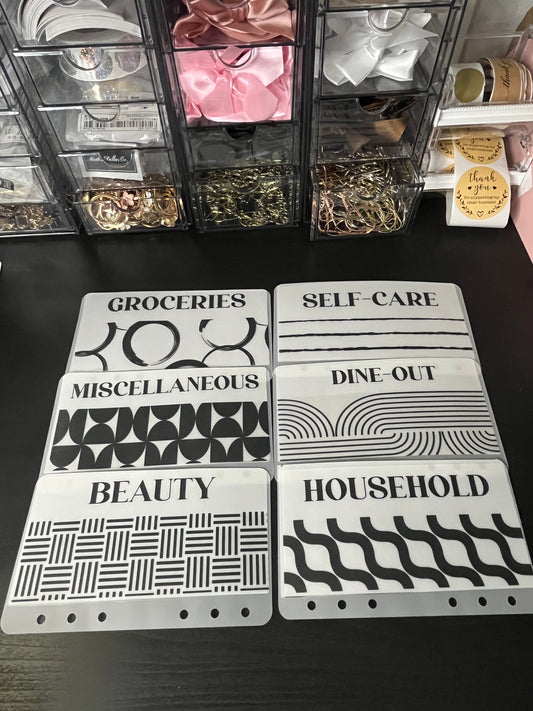 thank you
for supporting my
small business
GROCERIES
SELF-CARE
MISCELLANEOUS
DINE-OUT
BEAUTY
HOUSEHOLD